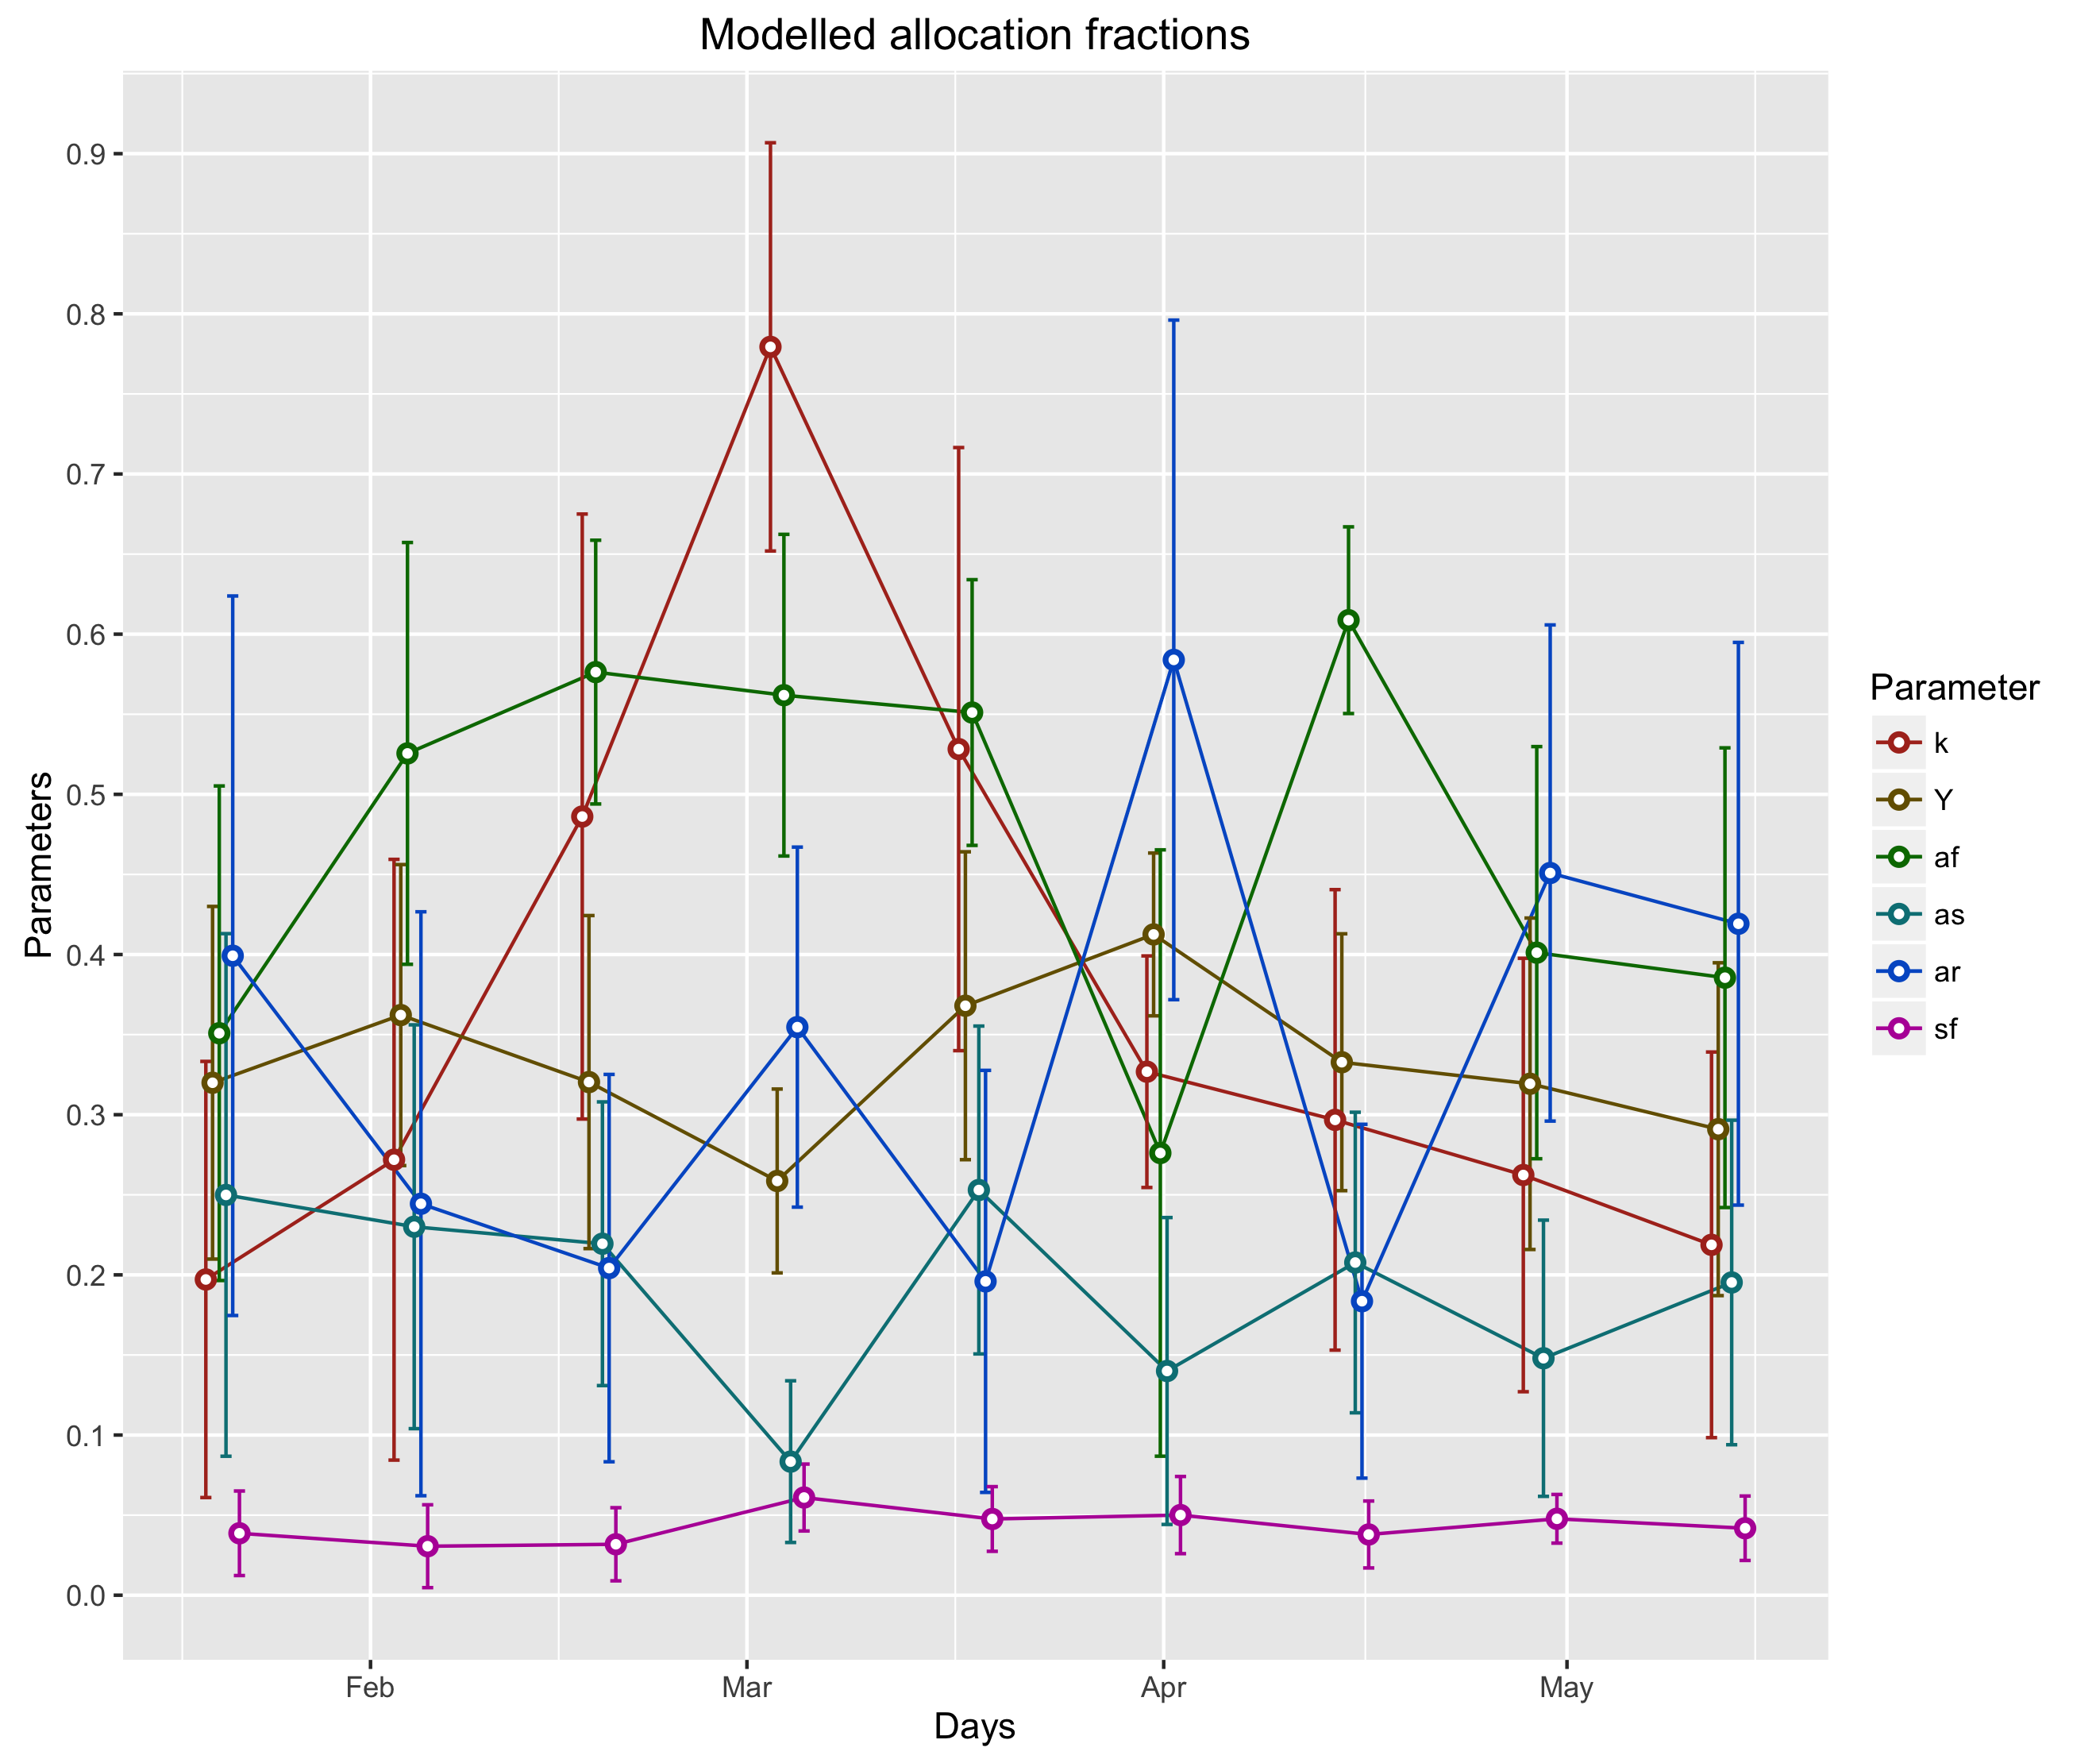 Modelled allocation fractions
Parameters
0.9
0.8
0.7
0.6
0.5
0.4
0.3
0.2
0.1
0.0
Feb
Mar
Apr
May
Days
Parameter
k
Y
af
as
ar
sf